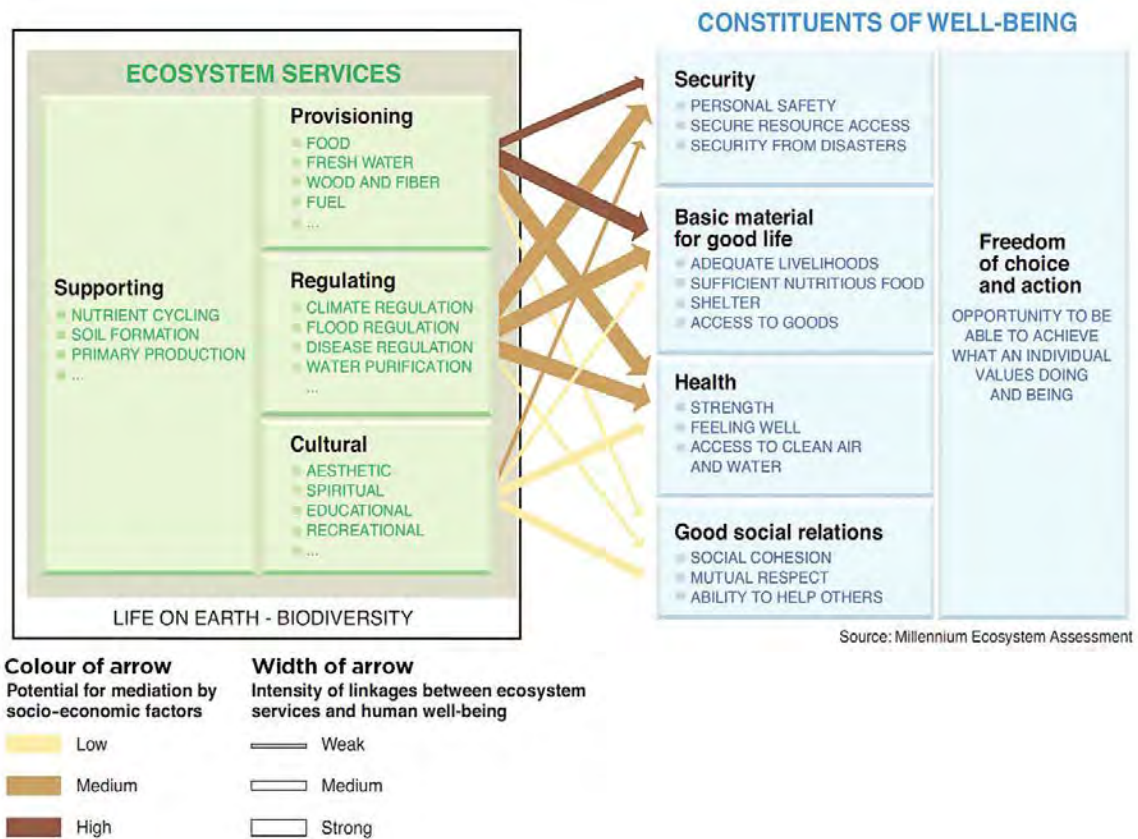 CONSTITUENTS OF WELL-BEING
ECOSYSTEM SERVICES
Supporting
NUTRIENT CYCLING
SOIL FORMATION
PRIMARY PRODUCTION
...
Provisioning
FOOD
FRESH WATER
WOOD AND FIBER
FUEL
...
Regulating
CLIMATE REGULATION
FLOOD REGULATION
DISEASE REGULATION
WATER PURIFICATION
...
Cultural
AESTHETIC
SPIRITUAL
EDUCATIONAL
RECREATIONAL
...
LIFE ON EARTH - BIODIVERSITY
Security
PERSONAL SAFETY
SECURE RESOURCE ACCESS
SECURITY FROM DISASTERS
Basic material
for good life
ADEQUATE LIVELIHOODS
SUFFICIENT NUTRITIOUS FOOD
SHELTER
ACCESS TO GOODS
Health
STRENGTH
FEELING WELL
ACCESS TO CLEAN AIR
AND WATER
Good social relations
SOCIAL COHESION
MUTUAL RESPECT
ABILITY TO HELP OTHERS
Freedom
of choice
and action
OPPORTUNITY TO BE
ABLE TO ACHIEVE
WHAT AN INDIVIDUAL
VALUES DOING
AND BEING
Source: Millennium Ecosystem Assessment
Colour of arrow
Potential for mediation by
socio-economic factors
Low
Medium
High
Width of arrow
Intensity of linkages between ecosystem
services and human well-being
Weak
Medium
Strong